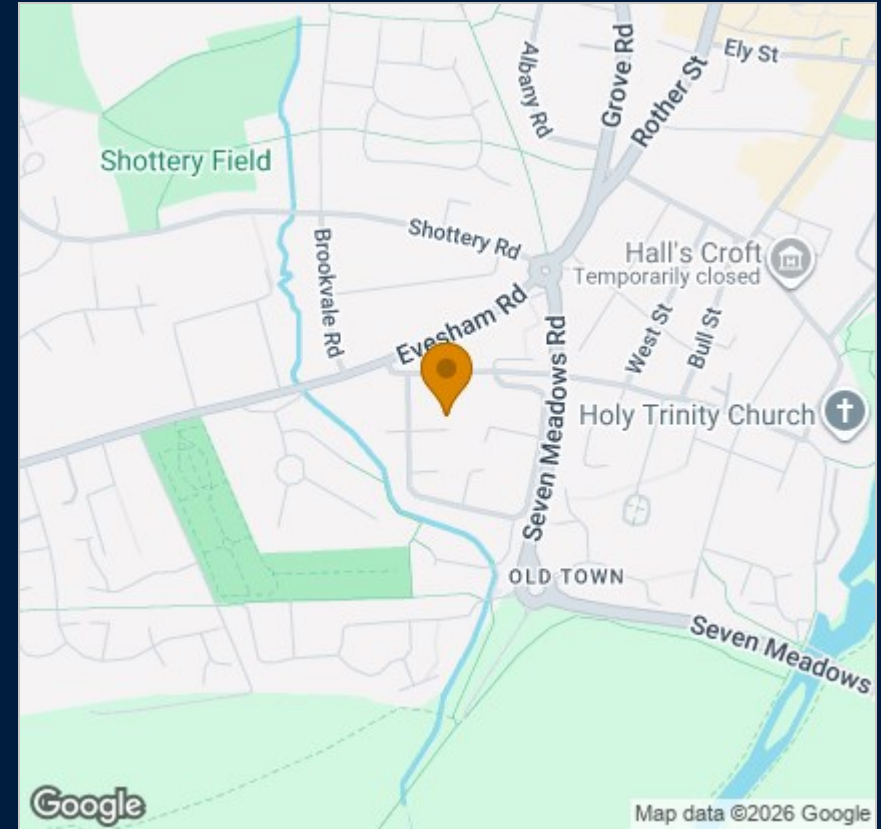 Ely St
Grove Rd
Albany Rd
Rother St
Shottery Field
Shottery Rd
Hall's Croft
Temporarily closed
Brookvale Rd
Evesham Rd
West St
Bull St
Seven Meadows Rd
Holy Trinity Church
OLD TOWN
Seven Meadows
Google
Map data ©2026 Google